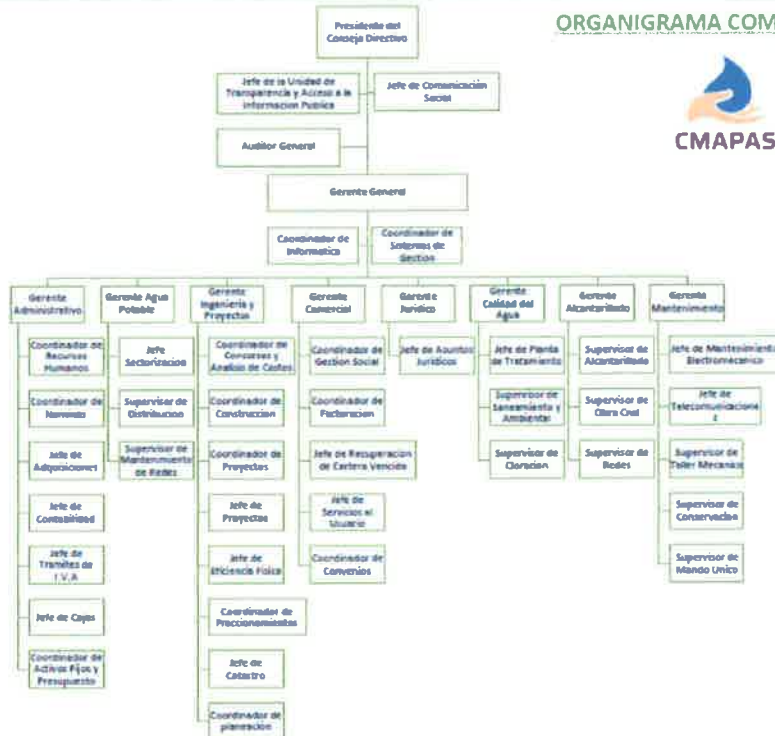 ORGANIGRAMA COM
CMAPAS
Presidente del
Consejo Directivo
Jefe de la Unidad de
Transparencia y Acceso a la
Informacion Publica
Jefe de Comunicación
Social
Auditor General
Gerente General
Coordinador de
Informatica
Coordinador de
Sistemas de
Gestion
Gerente
Administrativo
Gerente Agua
Potable
Gerente
Ingenieria y
Proyectos
Gerente
Comercial
Gerente
Juridico
Gerente
Calidad del
Agua
Gerente
Alcantarillado
Gerente
Mantenimiento
Coordinador de
Recursos
Humanos
Coordinador de
Nominas
Jefe de
Adquisiciones
Jefe de
Contabilidad
Jefe de
Tramites de
I.V.A
Jefe de Cajas
Coordinador de
Activos Fijos y
Presupuesto
Jefe
Sectorizacion
Supervisor de
Distribucion
Supervisor de
Mantenimiento
de Redes
Coordinador de
Concursos y
Analisis de Costos
Coordinador de
Construccion
Coordinador de
Proyectos
Jefe de
Proyectos
Jefe de
Eficiencia Fisica
Coordinador de
Fraccionamientos
Jefe de
Catastro
Coordinador de
planeación
Coordinador de
Gestion Social
Coordinador de
Facturacion
Jefe de Recuperacion
de Cartera Vencida
Jefe de
Servicios al
Usuario
Coordinador de
Convenios
Jefe de Asuntos
Juridicos
Jefe de Planta
de Tratamiento
Supervisor de
Saneamiento y
Ambiental
Supervisor de
Cloracion
Supervisor de
Alcantarillado
Supervisor de
Obra Civil
Supervisor de
Redes
Jefe de Mantenimiento
Electromecanico
Jefe de
Telecomunicacione
s
Supervisor de
Taller Mecanico
Supervisor de
Conservacion
Supervisor de
Mando Unico